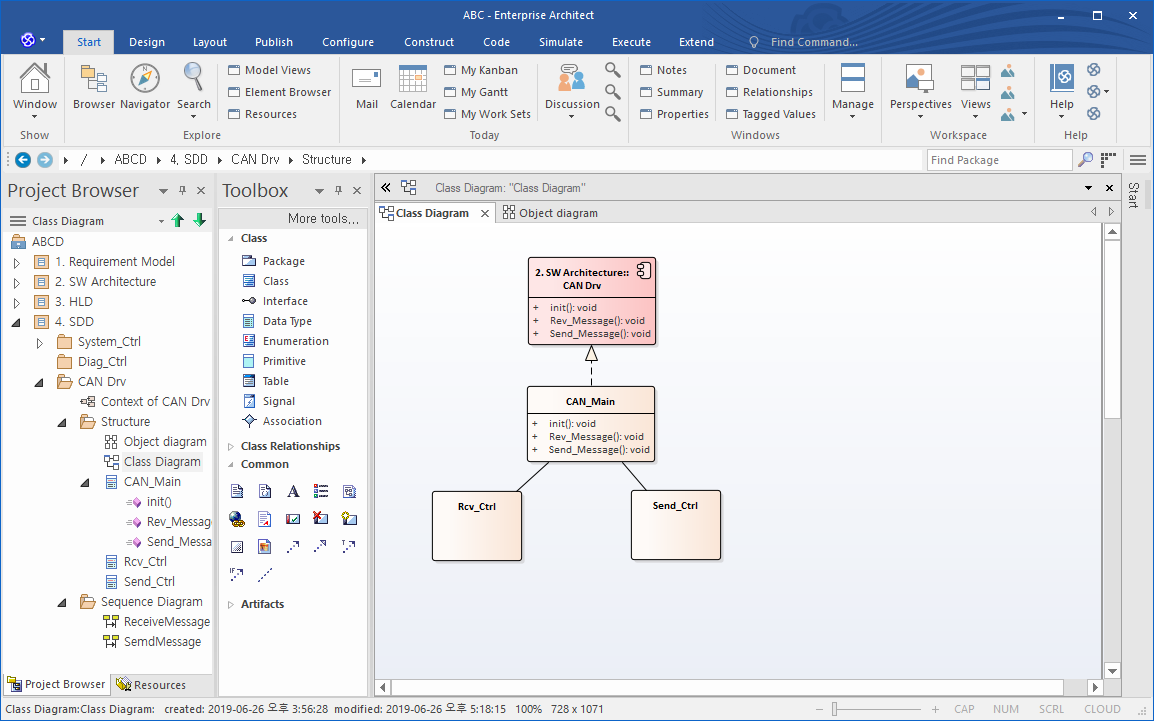 ABC - Enterprise Architect
Start Design Layout Publish Configure Construct Code Simulate Execute Extend Find Command...
Window Browser Navigator Search Model Views Element Browser Resources
Show Explore
Mail Calendar My Kanban My Gantt My Work Sets Discussion
Today
Notes Summary Properties Document Relationships Tagged Values Manage
Windows
Perspectives Views
Workspace
Help
Help
/ ABCD 4. SDD CAN Drv Structure
Find Package
Project Browser
Class Diagram
ABCD
1. Requirement Model
2. SW Architecture
3. HLD
4. SDD
System_Ctrl
Diag_Ctrl
CAN Drv
Context of CAN Drv
Structure
Object diagram
Class Diagram
CAN_Main
init()
Rev_Messag
Send_Messa
Rcv_Ctrl
Send_Ctrl
Sequence Diagram
ReceiveMessage
SemdMessage
Project Browser Resources
Toolbox
More tools...
Class
Package
Class
Interface
Data Type
Enumeration
Primitive
Table
Signal
Association
Class Relationships
Common
A
Artifacts
Class Diagram: "Class Diagram"
Class Diagram Object diagram
Start
2. SW Architecture::
CAN Drv
+ init(): void
+ Rev_Message(): void
+ Send_Message(): void
CAN_Main
+ init(): void
+ Rev_Message(): void
+ Send_Message(): void
Rcv_Ctrl
Send_Ctrl
Class Diagram:Class Diagram: created: 2019-06-26 오후 3:56:28 modified: 2019-06-26 오후 5:18:15 100% 728 x 1071
CAP NUM SCRL CLOUD